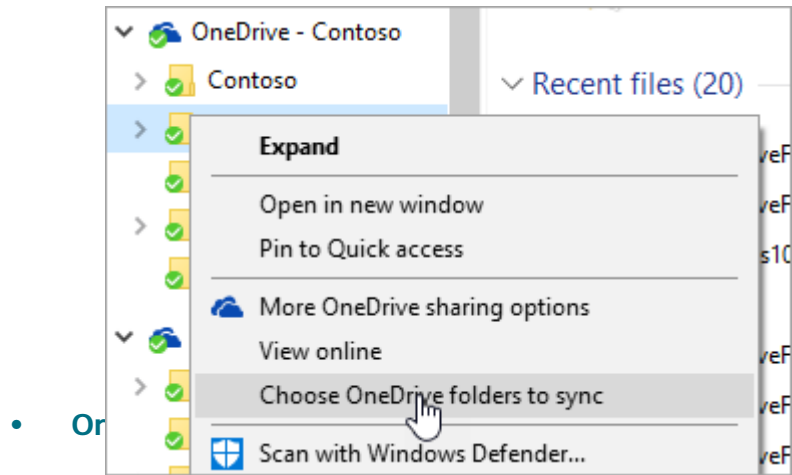 OneDrive - Contoso
Contoso
Recent files (20)
Expand
Open in new window
Pin to Quick access
More OneDrive sharing options
View online
Choose OneDrive folders to sync
Scan with Windows Defender...